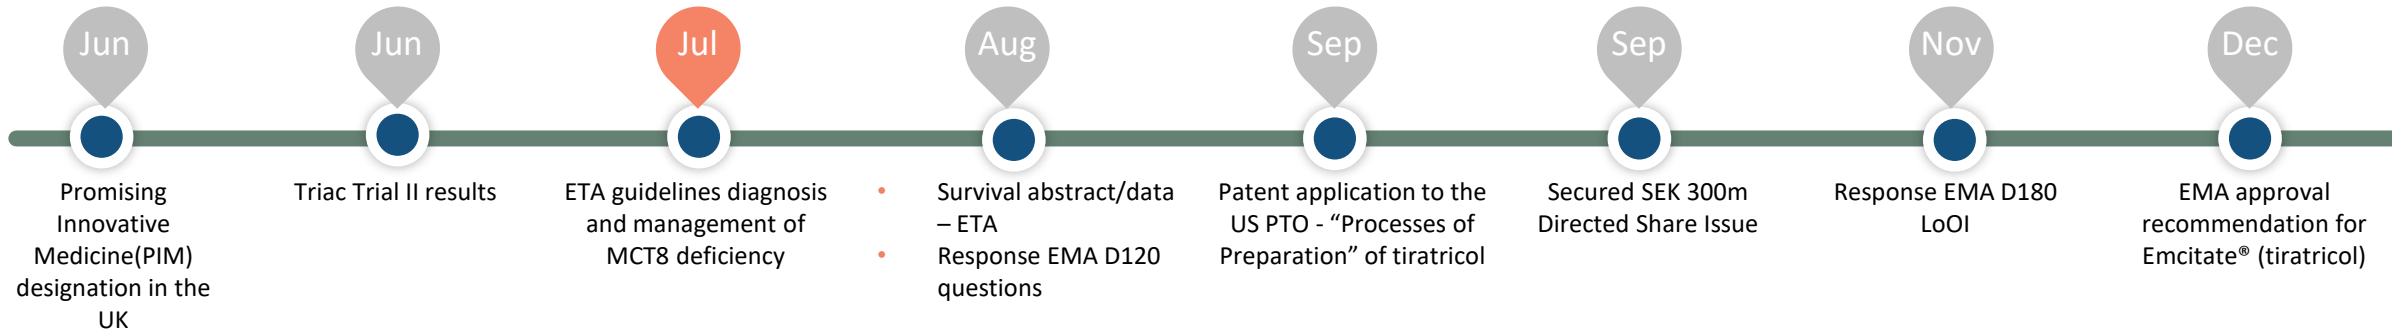 Jun
Jun
Jul
Aug
Sep
Sep
Nov
Dec
Promising
Innovative
Medicine(PIM)
designation in the
UK
Triac Trial II results
ETA guidelines diagnosis
and management of
MCT8 deficiency
• Survival abstract/data
– ETA
• Response EMA D120
questions
Patent application to the
US PTO - “Processes of
Preparation” of tiratricol
Secured SEK 300m
Directed Share Issue
Response EMA D180
LoOI
EMA approval
recommendation for
Emcitate® (tiratricol)